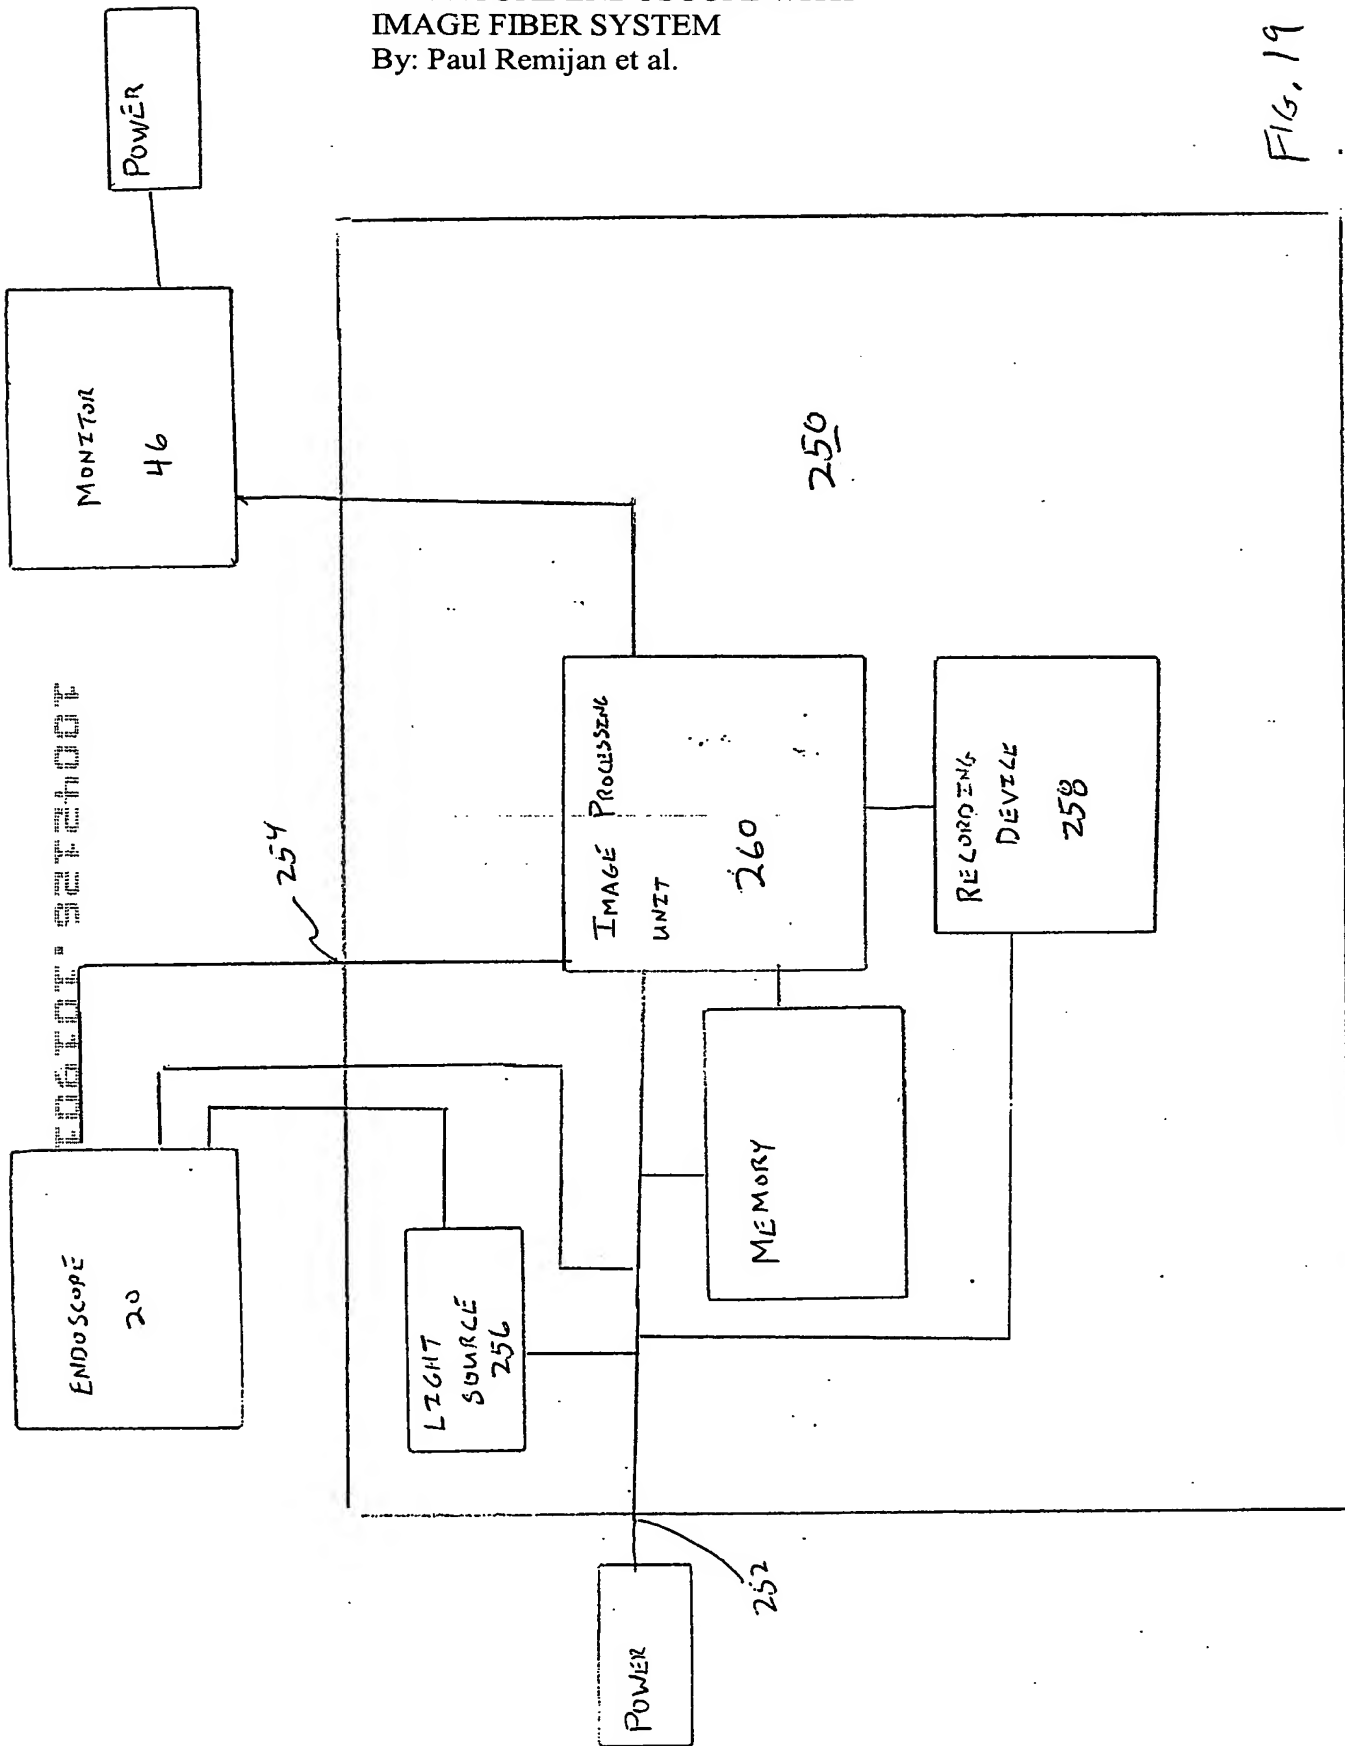 IMAGE FIBER SYSTEM
By: Paul Remijan et al.
FIG. 19
POWER
MONITOR
46
ENDOSCOPE
20
254
LIGHT
SOURCE
256
IMAGE PROCESSING
UNIT
260
250
MEMORY
RECORDING
DEVICE
258
POWER
252